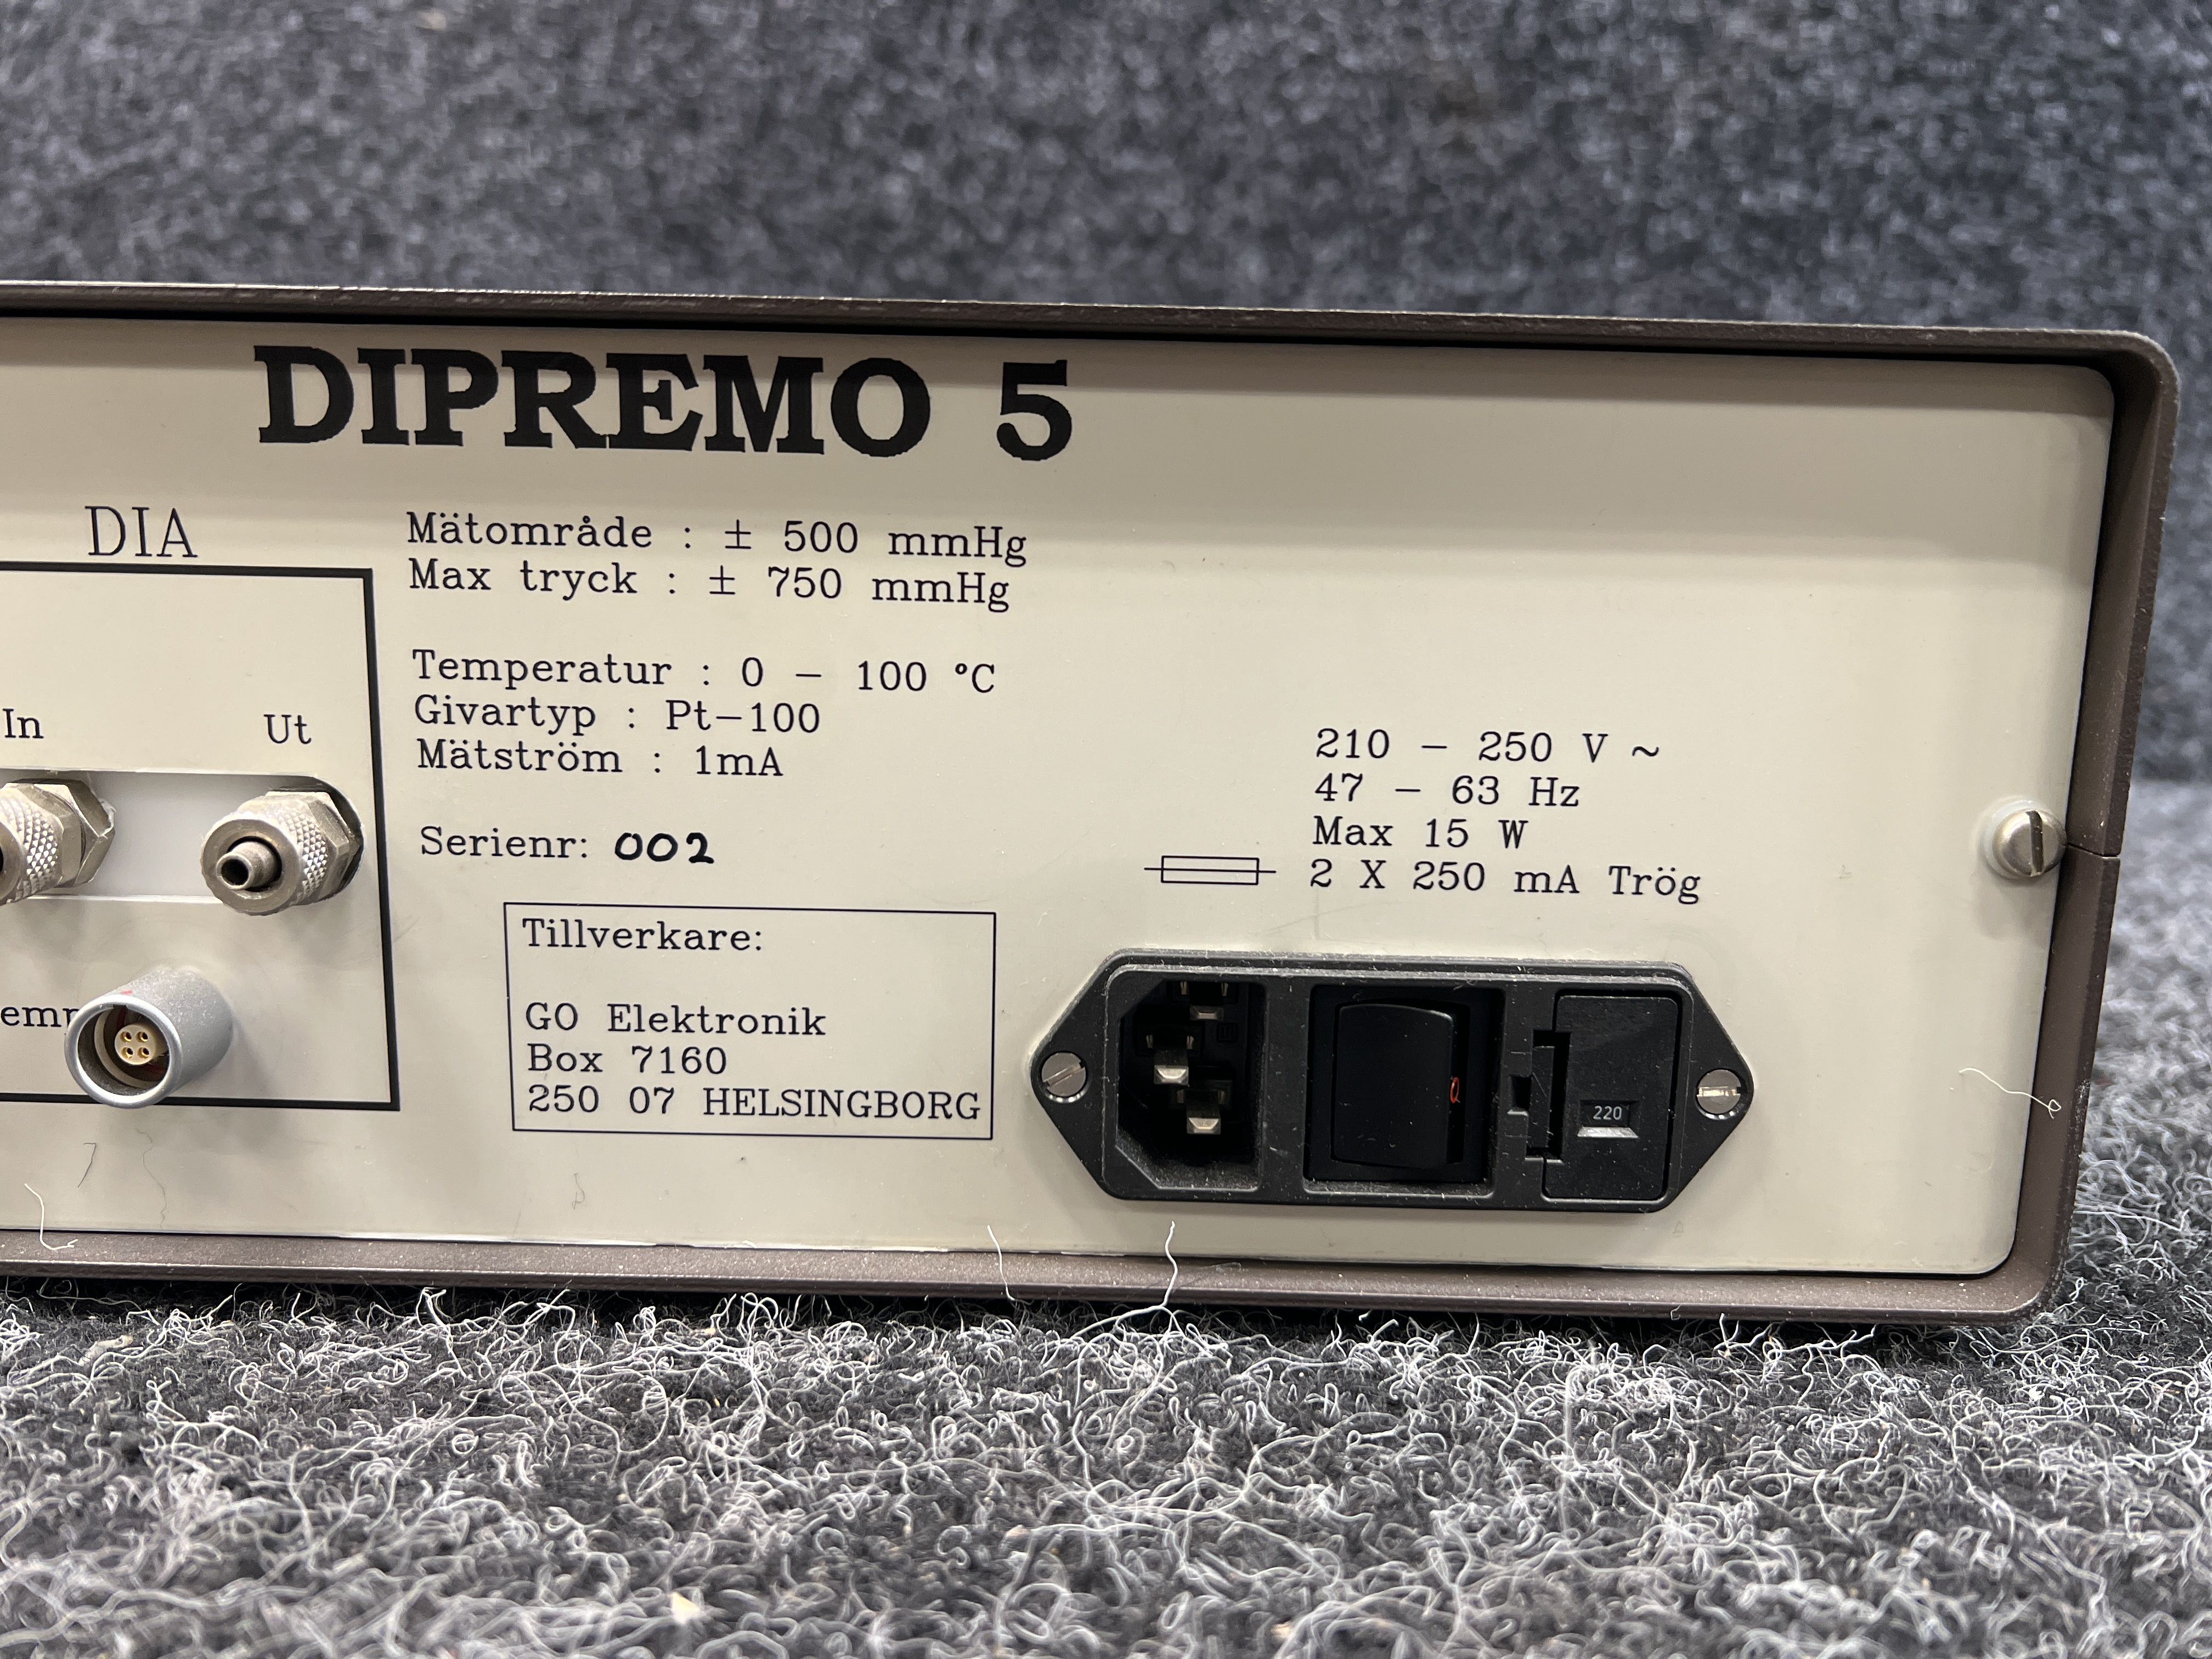 DIPREMO 5
DIA
Mätområde : ± 500 mmHg
Max tryck : ± 750 mmHg
Temperatur : 0 – 100 °C
Givartyp : Pt-100
Mätström : 1mA
In
Ut
Serienr: 002
210 – 250 V ~
47 – 63 Hz
Max 15 W
2 X 250 mA Trög
Tillverkare:
GO Elektronik
Box 7160
250 07 HELSINGBORG
220